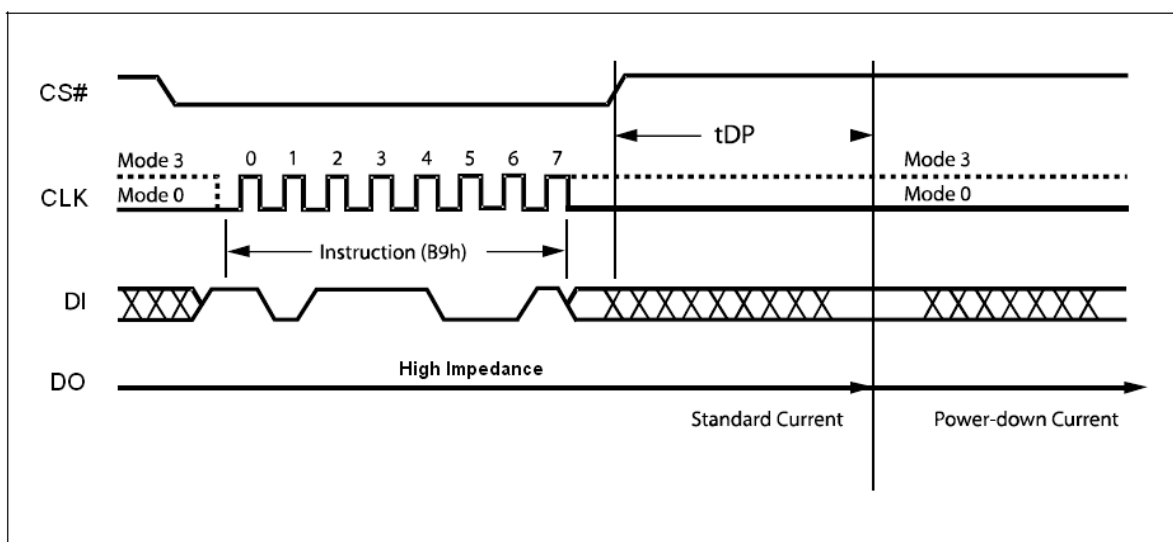 CS#
tDP
Mode 3 0 1 2 3 4 5 6 7 Mode 3
CLK Mode 0 Mode 0
Instruction (B9h)
DI
High Impedance
DO
Standard Current Power-down Current